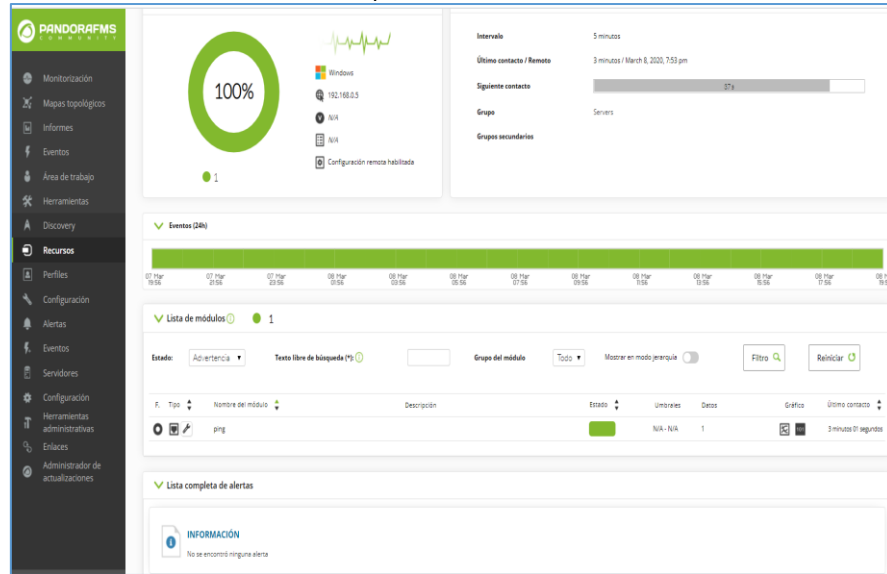 PANDORAFMS
COMMUNITY
Monitorización
Mapas topológicos
Informes
Eventos
Área de trabajo
Herramientas
Discovery
Recursos
Perfiles
Configuración
Alertas
Eventos
Servidores
Configuración
Herramientas
administrativas
Enlaces
Administrador de
actualizaciones
100%
1
Windows
192.168.0.5
N/A
N/A
Configuración remota habilitada
Intervalo 5 minutos
Último contacto / Remoto 3 minutos / March 8, 2020, 7:53 pm
Siguiente contacto 87s
Grupo Servers
Grupos secundarios
Eventos (24h)
07 Mar 07 Mar 07 Mar 08 Mar 08 Mar 08 Mar 08 Mar 08 Mar 08 Mar 08 Mar 08 Mar 08 Mar
19:56 21:56 23:56 01:56 03:56 05:56 07:56 09:56 11:56 13:56 15:56 17:56
Lista de módulos 1
Estado: Advertencia Texto libre de búsqueda (*): Grupo del módulo Todo Mostrar en modo jerarquía Filtro Reiniciar
F. Tipo Nombre del módulo Descripción Estado Umbrales Datos Gráfico Último contacto
ping N/A - N/A 1 3 minutos 01 segundos
Lista completa de alertas
INFORMACIÓN
No se encontró ninguna alerta